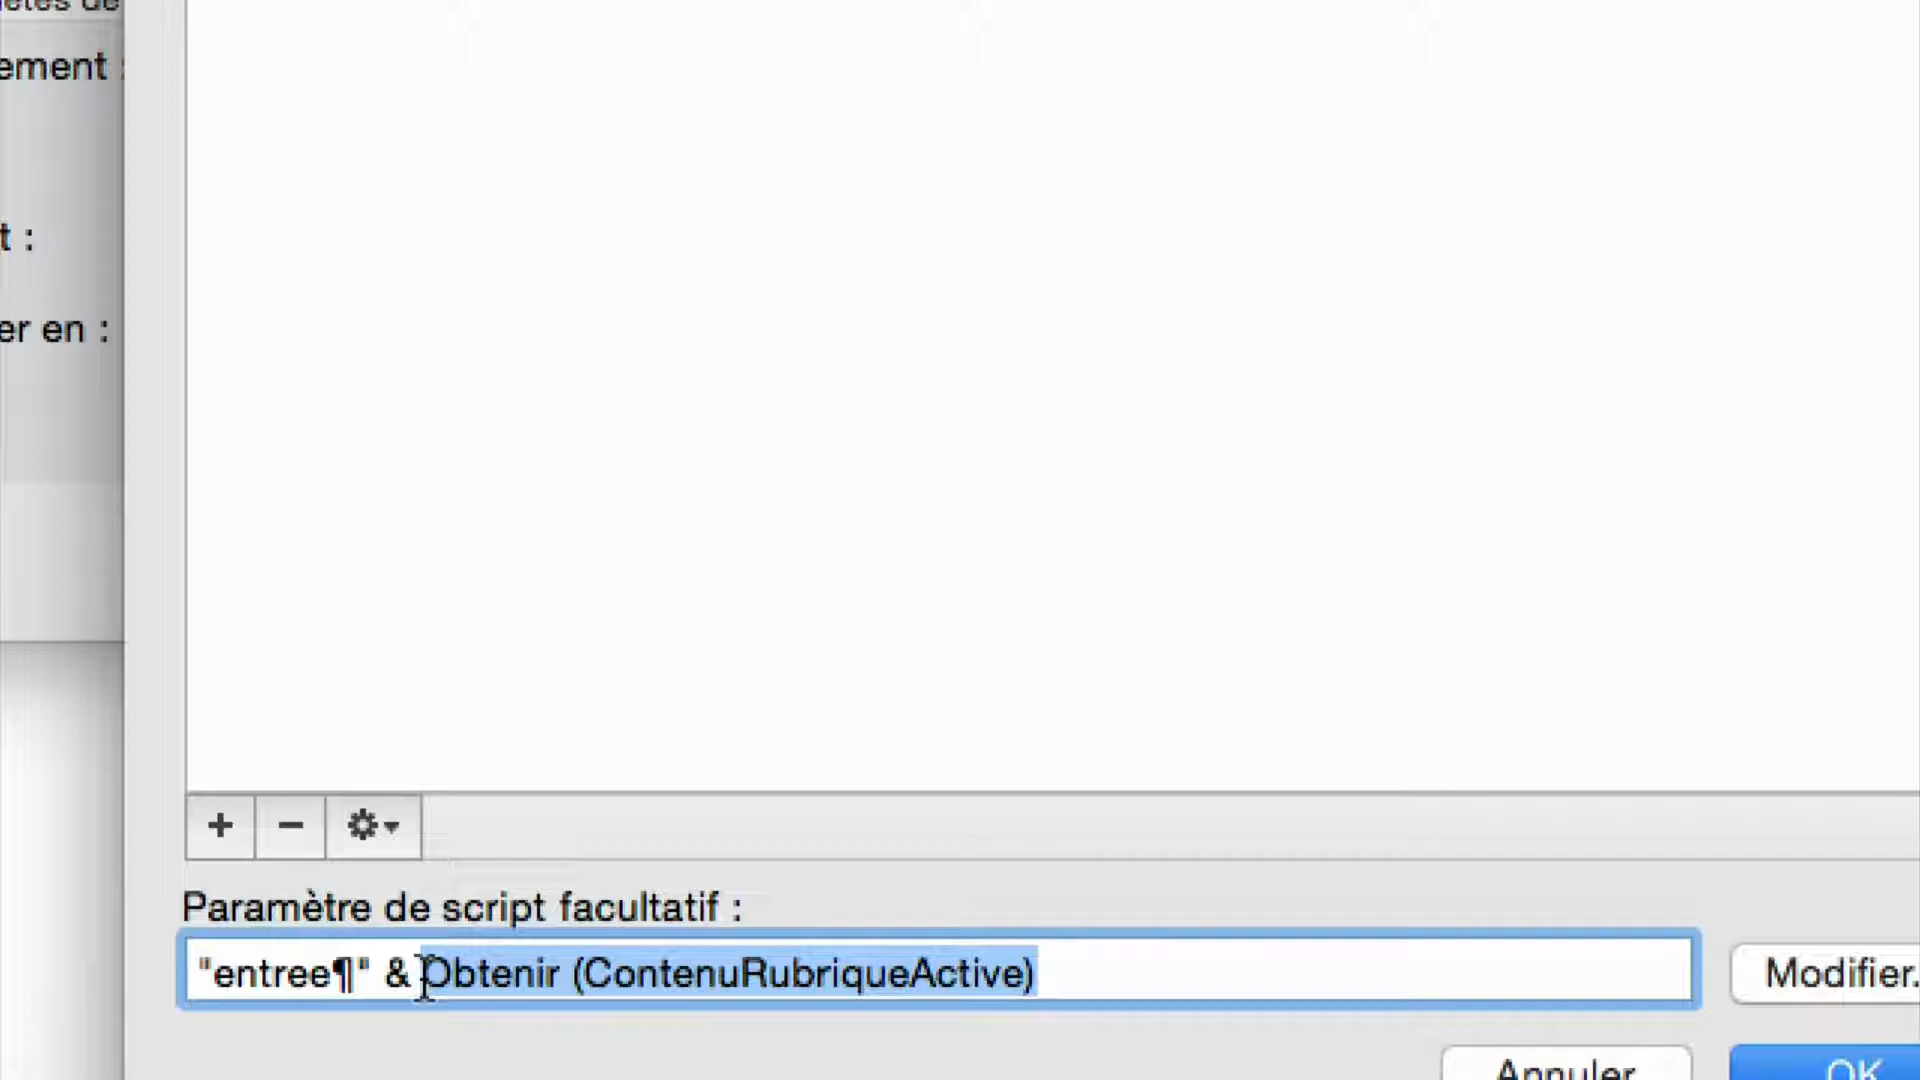 ement :
t :
er en :
Paramètre de script facultatif :
"entree¶" & Obtenir (ContenuRubriqueActive)
Modifier.
Annuler
OK